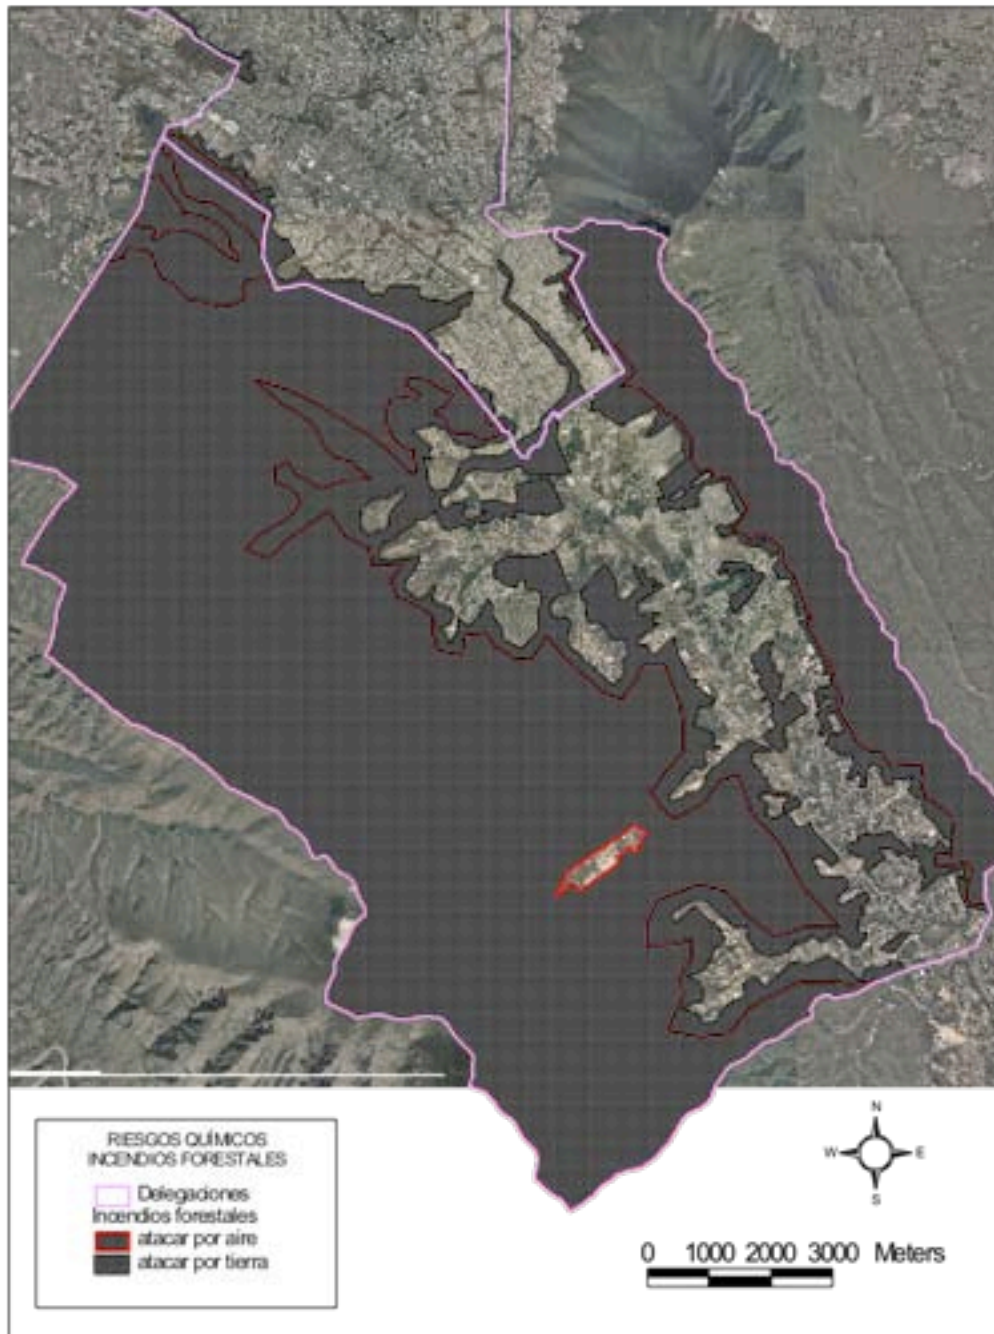 RIESGOS QUÍMICOS
INCENDIOS FORESTALES
Delegaciones
Incendios forestales
atacar por aire
atacar por tierra
N
W E
S
0 1000 2000 3000 Meters